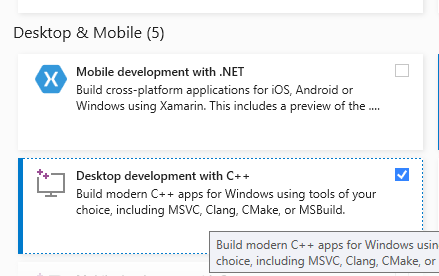 Desktop & Mobile (5)
Mobile development with .NET
Build cross-platform applications for iOS, Android or
Windows using Xamarin. This includes a preview of the ....
Desktop development with C++
Build modern C++ apps for Windows using tools of your
choice, including MSVC, Clang, CMake, or MSBuild.
Build modern C++ apps for Windows usin
choice, including MSVC, Clang, CMake, or